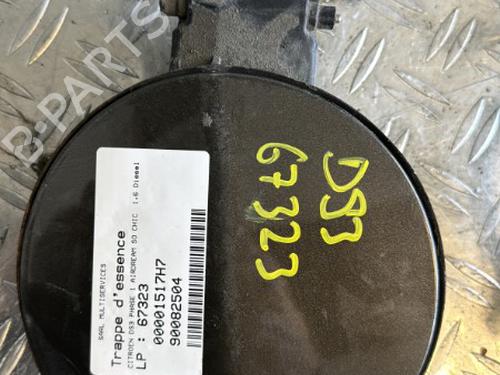 SAAL MULTISERVICES
Trappe d'essence
CITROEN DS3 PHASE 1 AIRDREAM SO CHIC 1.6 Diesel
LP : 67323
00001517H7
90082504
DS3
67323
B-PARTS